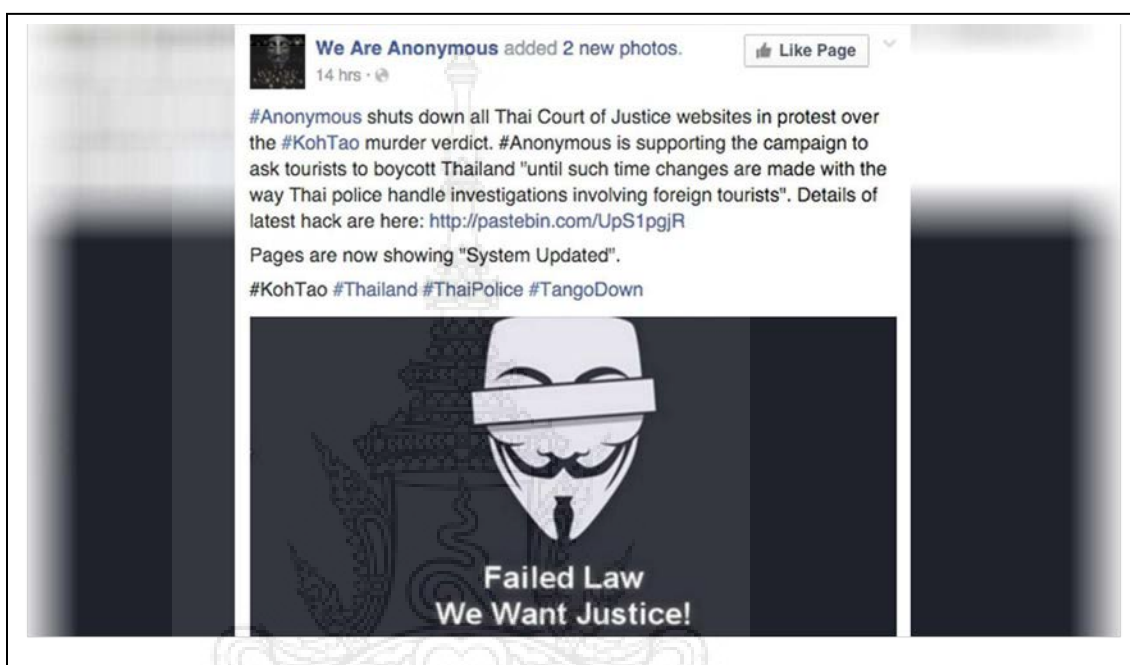 We Are Anonymous added 2 new photos.
Like Page
14 hrs ·
#Anonymous shuts down all Thai Court of Justice websites in protest over
the #KohTao murder verdict. #Anonymous is supporting the campaign to
ask tourists to boycott Thailand "until such time changes are made with the
way Thai police handle investigations involving foreign tourists". Details of
latest hack are here: http://pastebin.com/UpS1pgjR
Pages are now showing "System Updated".
#KohTao #Thailand #ThaiPolice #TangoDown
Failed Law
We Want Justice!